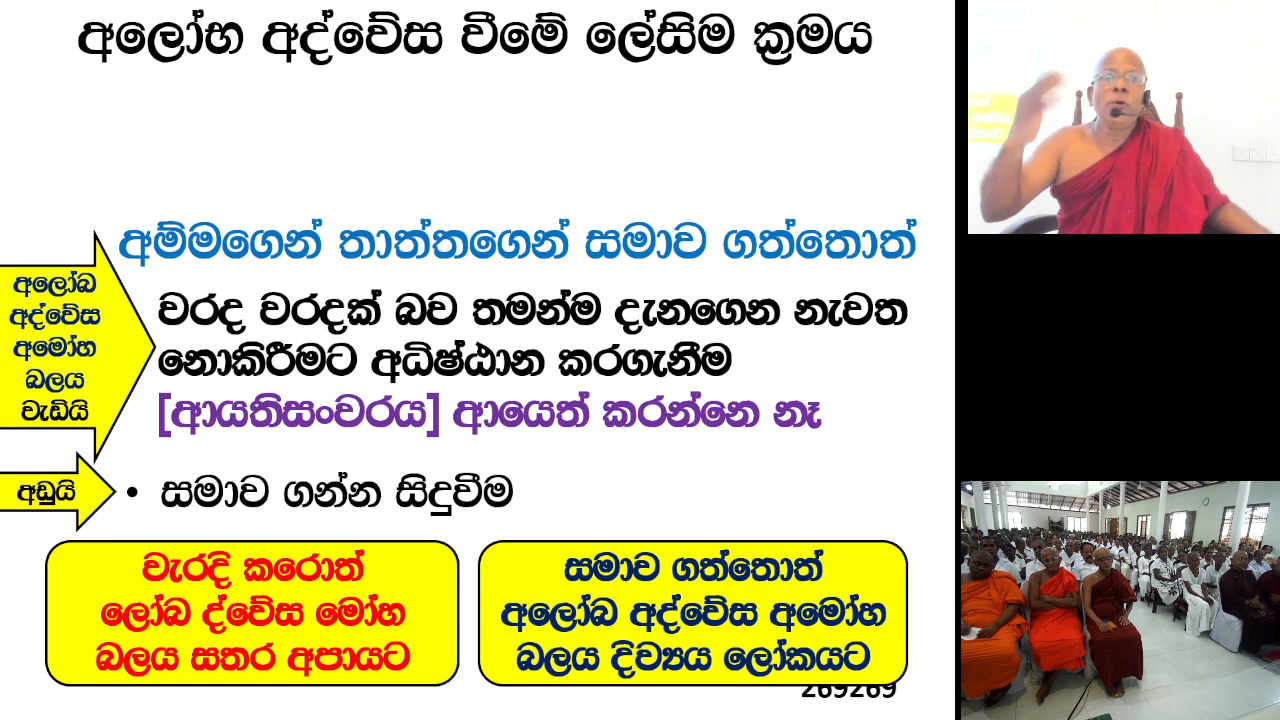 අලෝභ අද්වේස වීමේ ලේසිම ක්‍රමය
අම්මගෙන් තාත්තගෙන් සමාව ගත්තොත්
අලෝබ
අද්වේස
අමෝහ
බලය
වැඩියි
වරද වරදක් බව තමන්ම දැනගෙන නැවත
නොකිරීමට අධිෂ්ඨාන කරගැනීම
[ආයතිසංවරය] ආයෙත් කරන්නෙ නෑ
අඩුයි
• සමාව ගන්න සිදුවීම
වැරදි කරොත්
ලෝබ ද්වේස මෝහ
බලය සතර අපායට
සමාව ගත්තොත්
අලෝබ අද්වේස අමෝහ
බලය දිව්‍යය ලෝකයට
269269